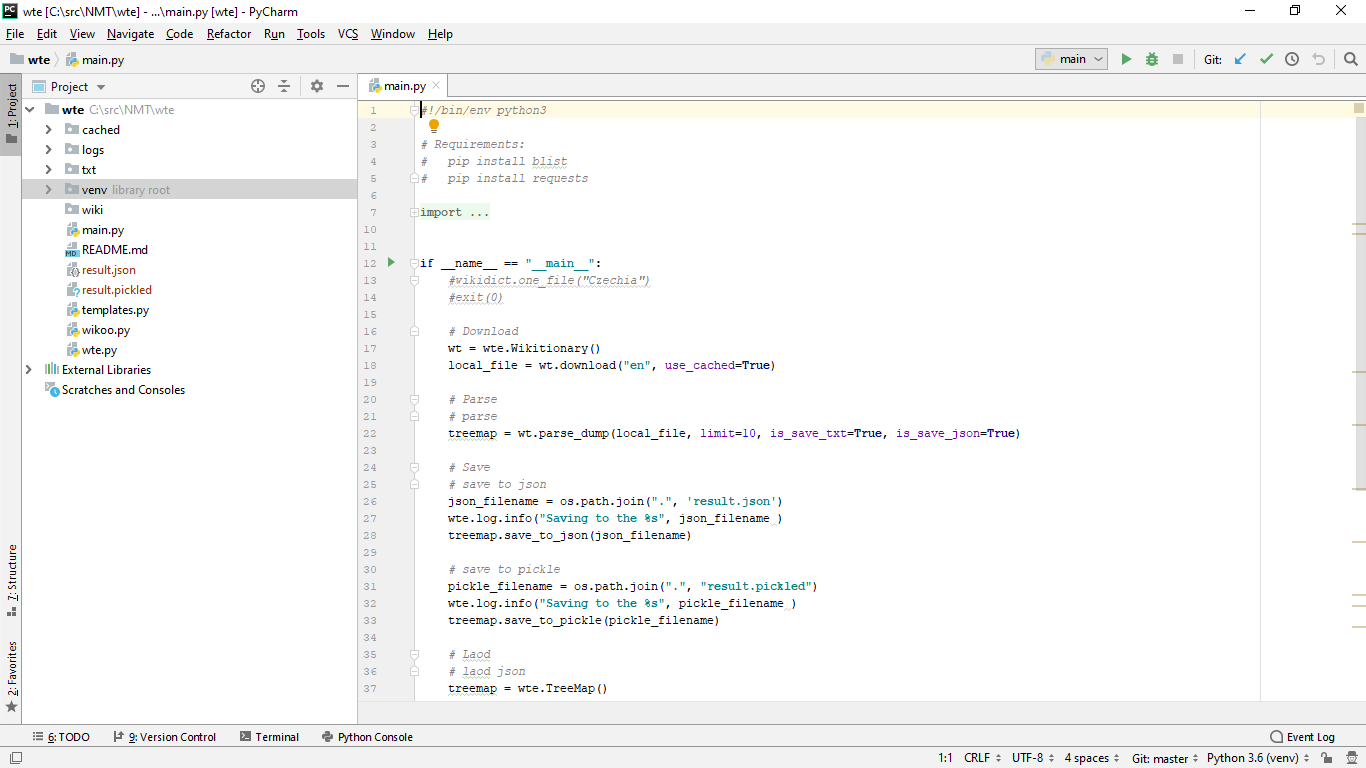 wte [C:\src\NMT\wte] - ...\main.py [wte] - PyCharm
File Edit View Navigate Code Refactor Run Tools VCS Window Help
wte main.py main Git:
1: Project
Project
wte C:\src\NMT\wte
cached
logs
txt
venv library root
wiki
main.py
README.md
result.json
result.pickled
templates.py
wikoo.py
wte.py
External Libraries
Scratches and Consoles
7: Structure
2: Favorites
main.py
1 #!/bin/env python3
2
3 # Requirements:
4 #   pip install blist
5 #   pip install requests
6
7 import ...
10
11
12 if __name__ == "__main__":
13     #wikidict.one_file("Czechia")
14     #exit(0)
15
16     # Download
17     wt = wte.Wikitionary()
18     local_file = wt.download("en", use_cached=True)
19
20     # Parse
21     # parse
22     treemap = wt.parse_dump(local_file, limit=10, is_save_txt=True, is_save_json=True)
23
24     # Save
25     # save to json
26     json_filename = os.path.join(".", 'result.json')
27     wte.log.info("Saving to the %s", json_filename )
28     treemap.save_to_json(json_filename)
29
30     # save to pickle
31     pickle_filename = os.path.join(".", "result.pickled")
32     wte.log.info("Saving to the %s", pickle_filename )
33     treemap.save_to_pickle(pickle_filename)
34
35     # Laod
36     # laod json
37     treemap = wte.TreeMap()
6: TODO 9: Version Control Terminal Python Console Event Log
1:1 CRLF UTF-8 4 spaces Git: master Python 3.6 (venv)